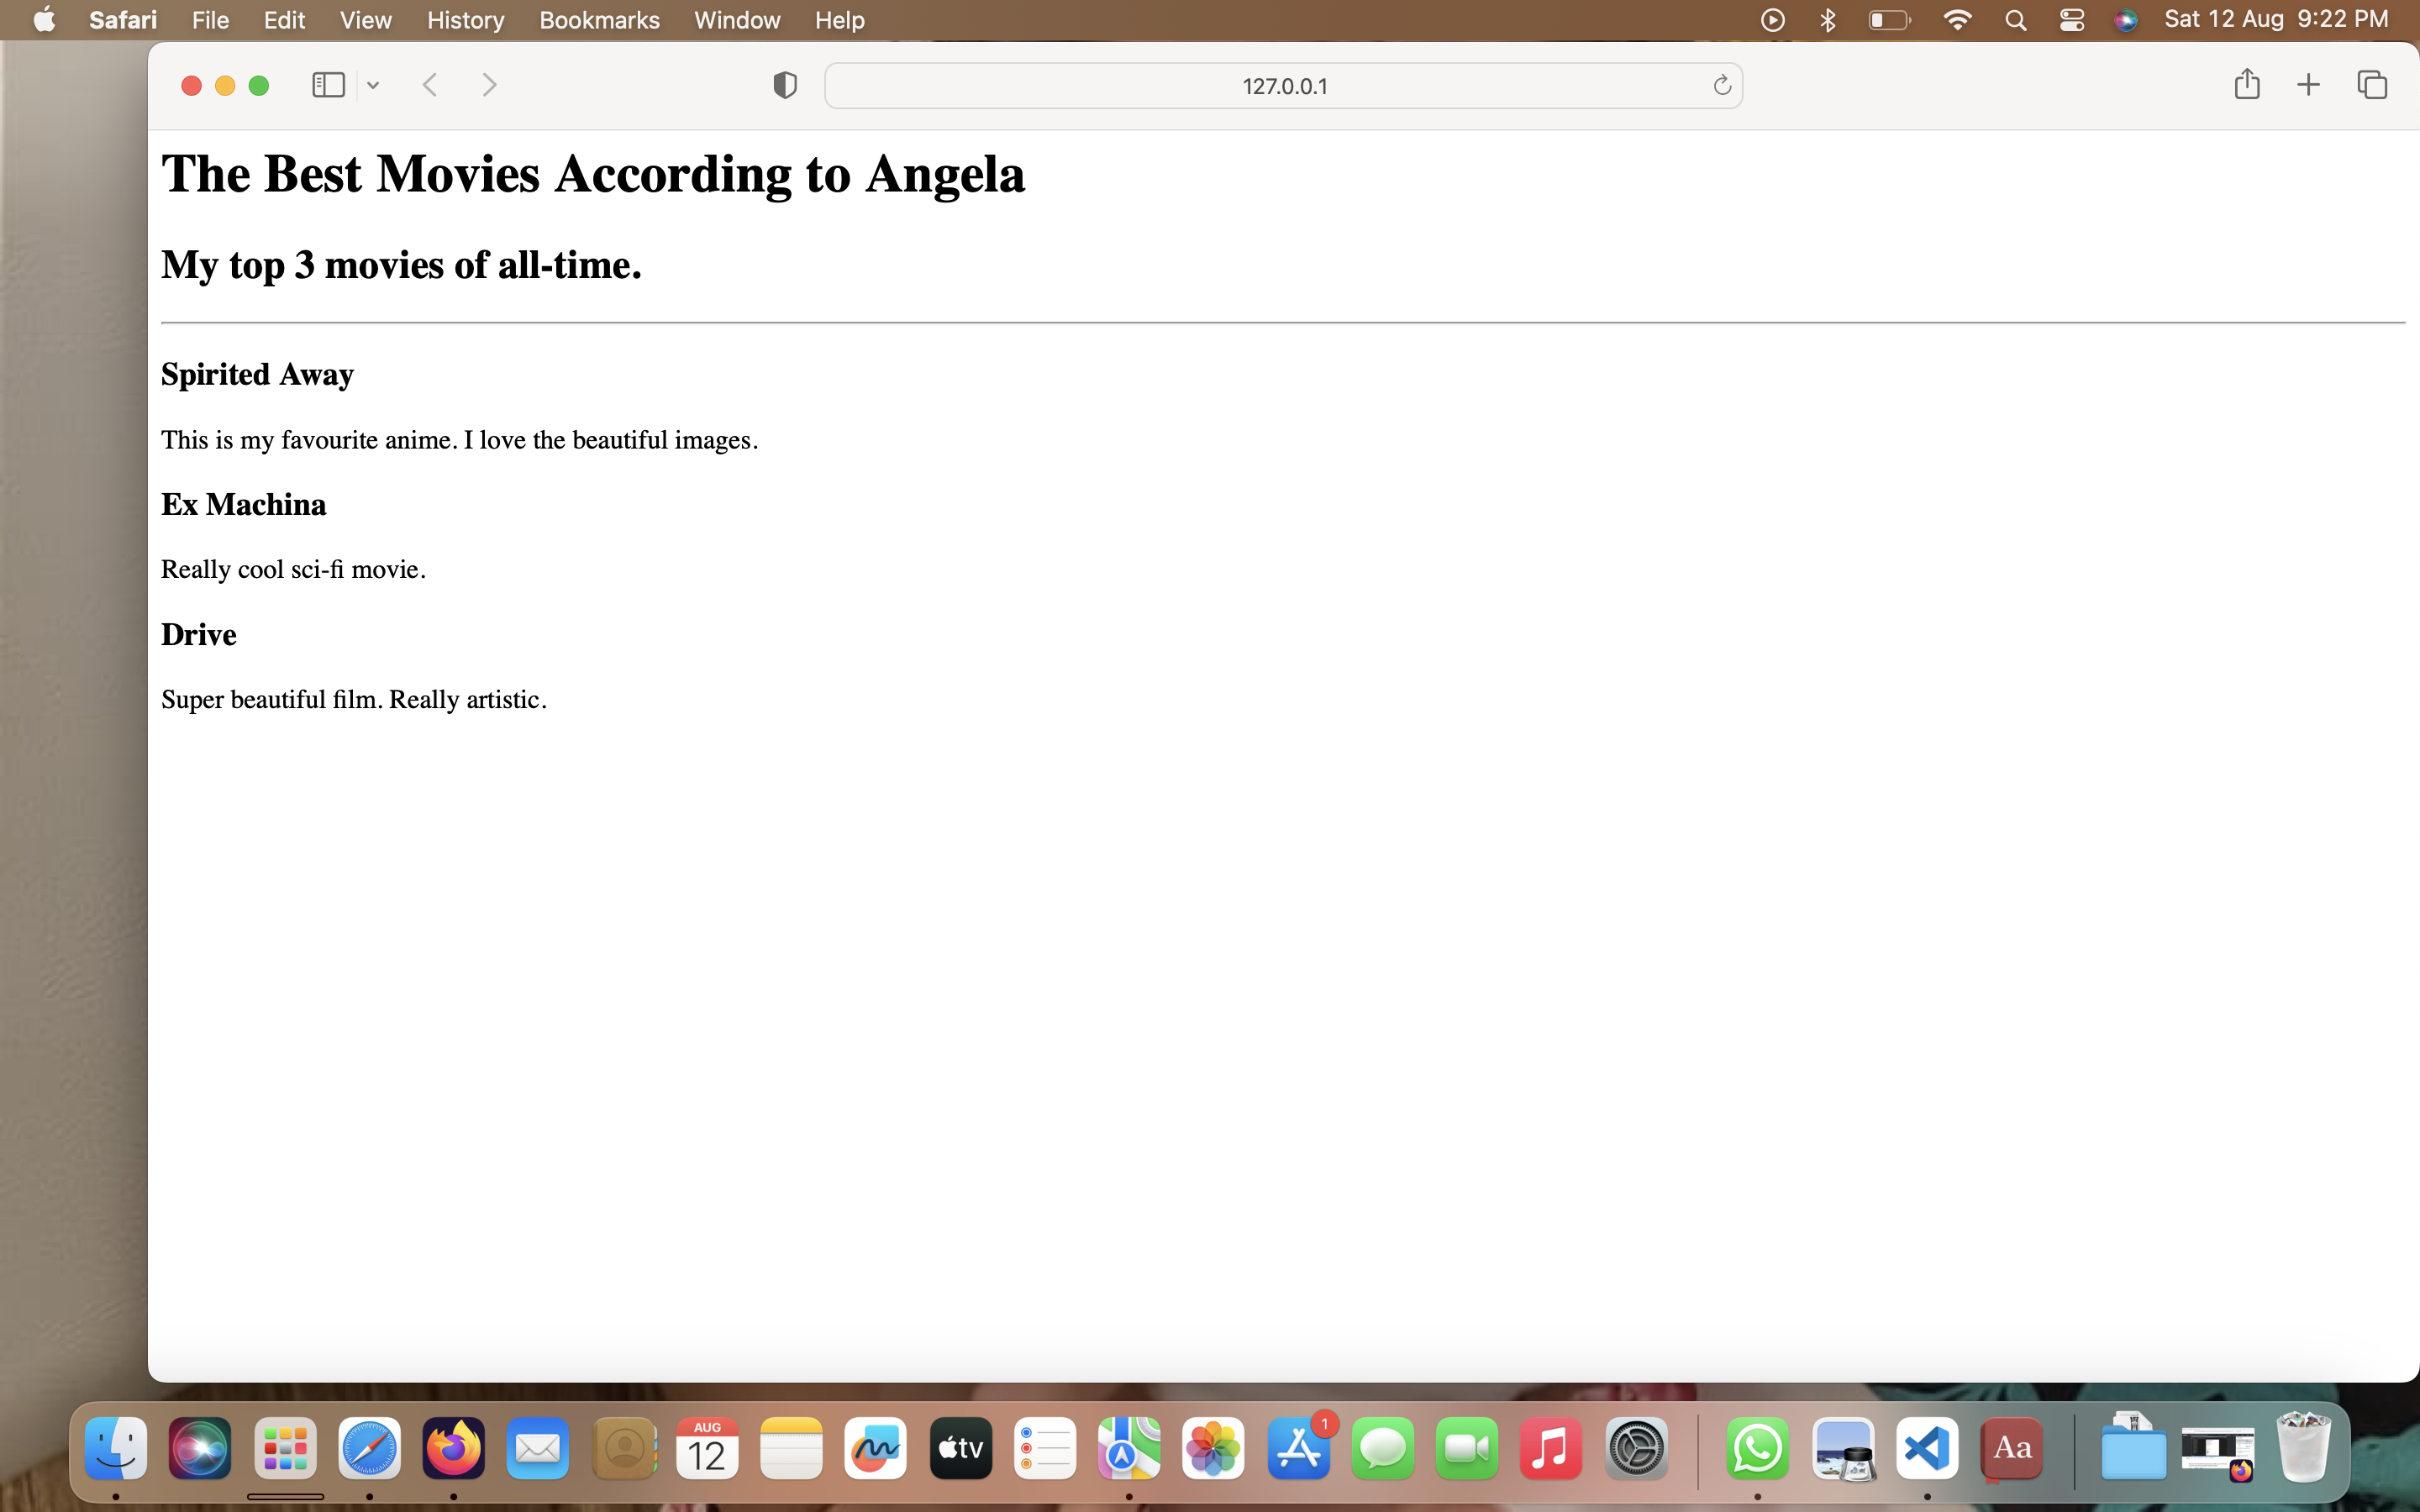 Safari File Edit View History Bookmarks Window Help Sat 12 Aug 9:22 PM
127.0.0.1
The Best Movies According to Angela
My top 3 movies of all-time.
Spirited Away
This is my favourite anime. I love the beautiful images.
Ex Machina
Really cool sci-fi movie.
Drive
Super beautiful film. Really artistic.
AUG
12
tv
1
Aa